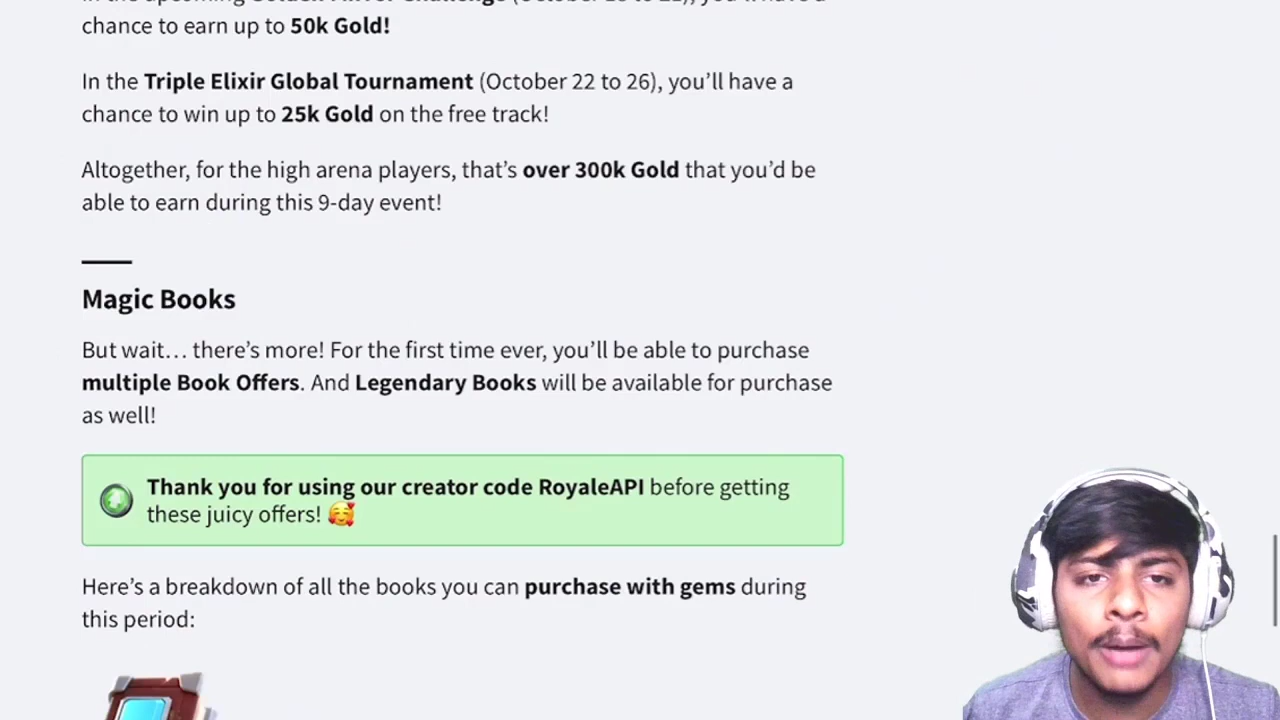 chance to earn up to 50k Gold!
In the Triple Elixir Global Tournament (October 22 to 26), you’ll have a
chance to win up to 25k Gold on the free track!
Altogether, for the high arena players, that’s over 300k Gold that you’d be
able to earn during this 9-day event!
Magic Books
But wait… there’s more! For the first time ever, you’ll be able to purchase
multiple Book Offers. And Legendary Books will be available for purchase
as well!
Thank you for using our creator code RoyaleAPI before getting
these juicy offers! 🥰
Here’s a breakdown of all the books you can purchase with gems during
this period: